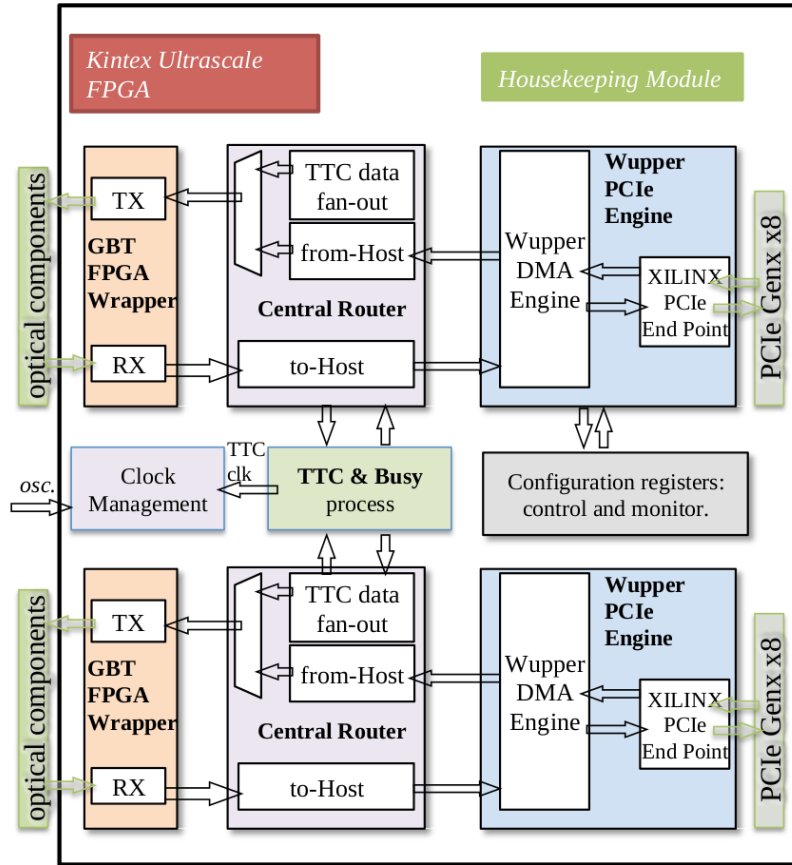 Kintex Ultrascale
FPGA
Housekeeping Module
optical components
TX
GBT
FPGA
Wrapper
RX
TTC data
fan-out
from-Host
Central Router
to-Host
Wupper
DMA
Engine
Wupper
PCIe
Engine
XILINX
PCIe
End Point
PCIe Genx x8
osc.
Clock
Management
TTC
clk
TTC & Busy
process
Configuration registers:
control and monitor.
optical components
TX
GBT
FPGA
Wrapper
RX
TTC data
fan-out
from-Host
Central Router
to-Host
Wupper
DMA
Engine
Wupper
PCIe
Engine
XILINX
PCIe
End Point
PCIe Genx x8